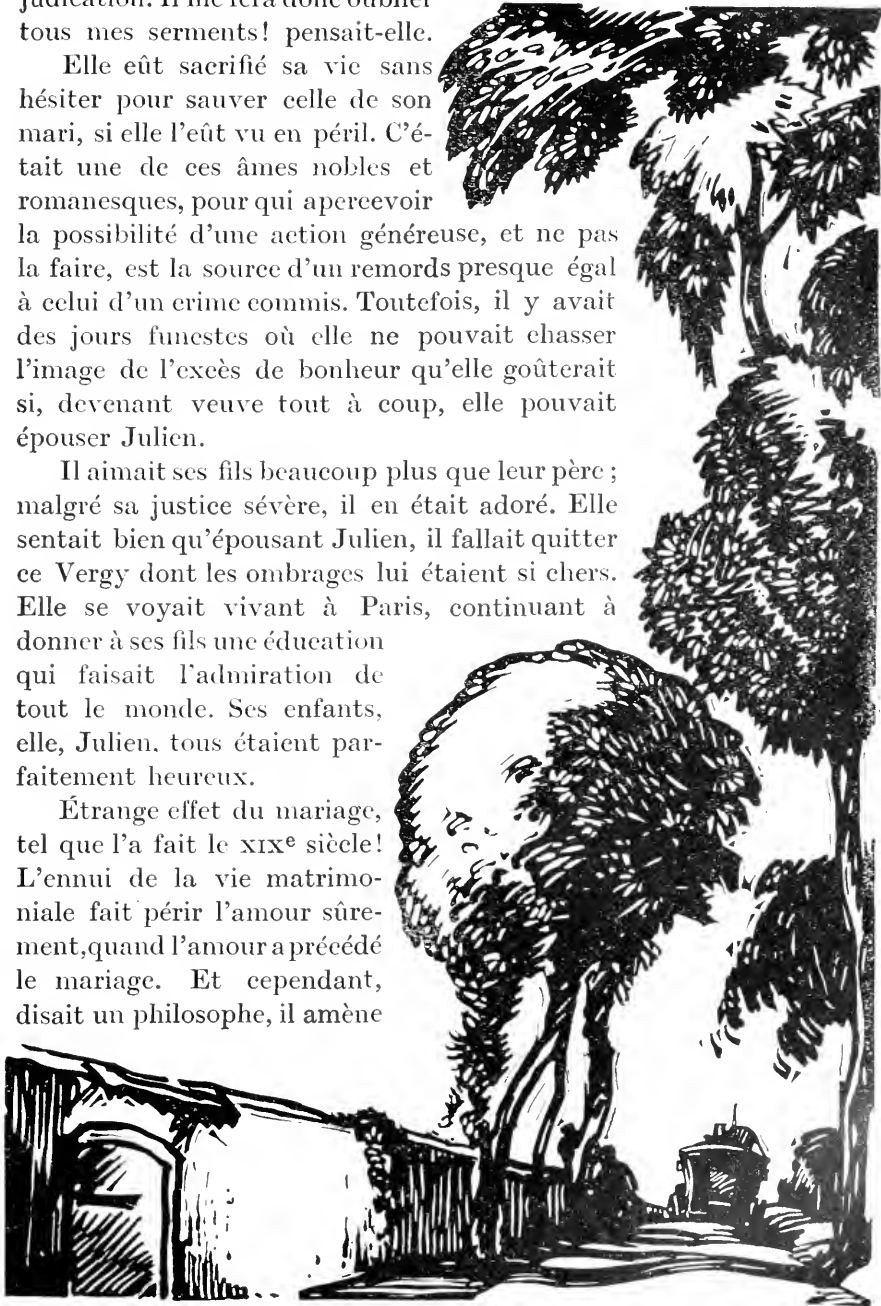 judication. Il me fera donc oublier
tous mes serments! pensait-elle.
Elle eût sacrifié sa vie sans
hésiter pour sauver celle de son
mari, si elle l'eût vu en péril. C'é-
tait une de ces âmes nobles et
romanesques, pour qui apercevoir
la possibilité d'une action généreuse, et ne pas
la faire, est la source d'un remords presque égal
à celui d'un crime commis. Toutefois, il y avait
des jours funestes où elle ne pouvait chasser
l'image de l'excès de bonheur qu'elle goûterait
si, devenant veuve tout à coup, elle pouvait
épouser Julien.
Il aimait ses fils beaucoup plus que leur père ;
malgré sa justice sévère, il en était adoré. Elle
sentait bien qu'épousant Julien, il fallait quitter
ce Vergy dont les ombrages lui étaient si chers.
Elle se voyait vivant à Paris, continuant à
donner à ses fils une éducation
qui faisait l'admiration de
tout le monde. Ses enfants,
elle, Julien, tous étaient par-
faitement heureux.
Étrange effet du mariage,
tel que l'a fait le XIXe siècle!
L'ennui de la vie matrimo-
niale fait périr l'amour sûre-
ment, quand l'amour a précédé
le mariage. Et cependant,
disait un philosophe, il amène